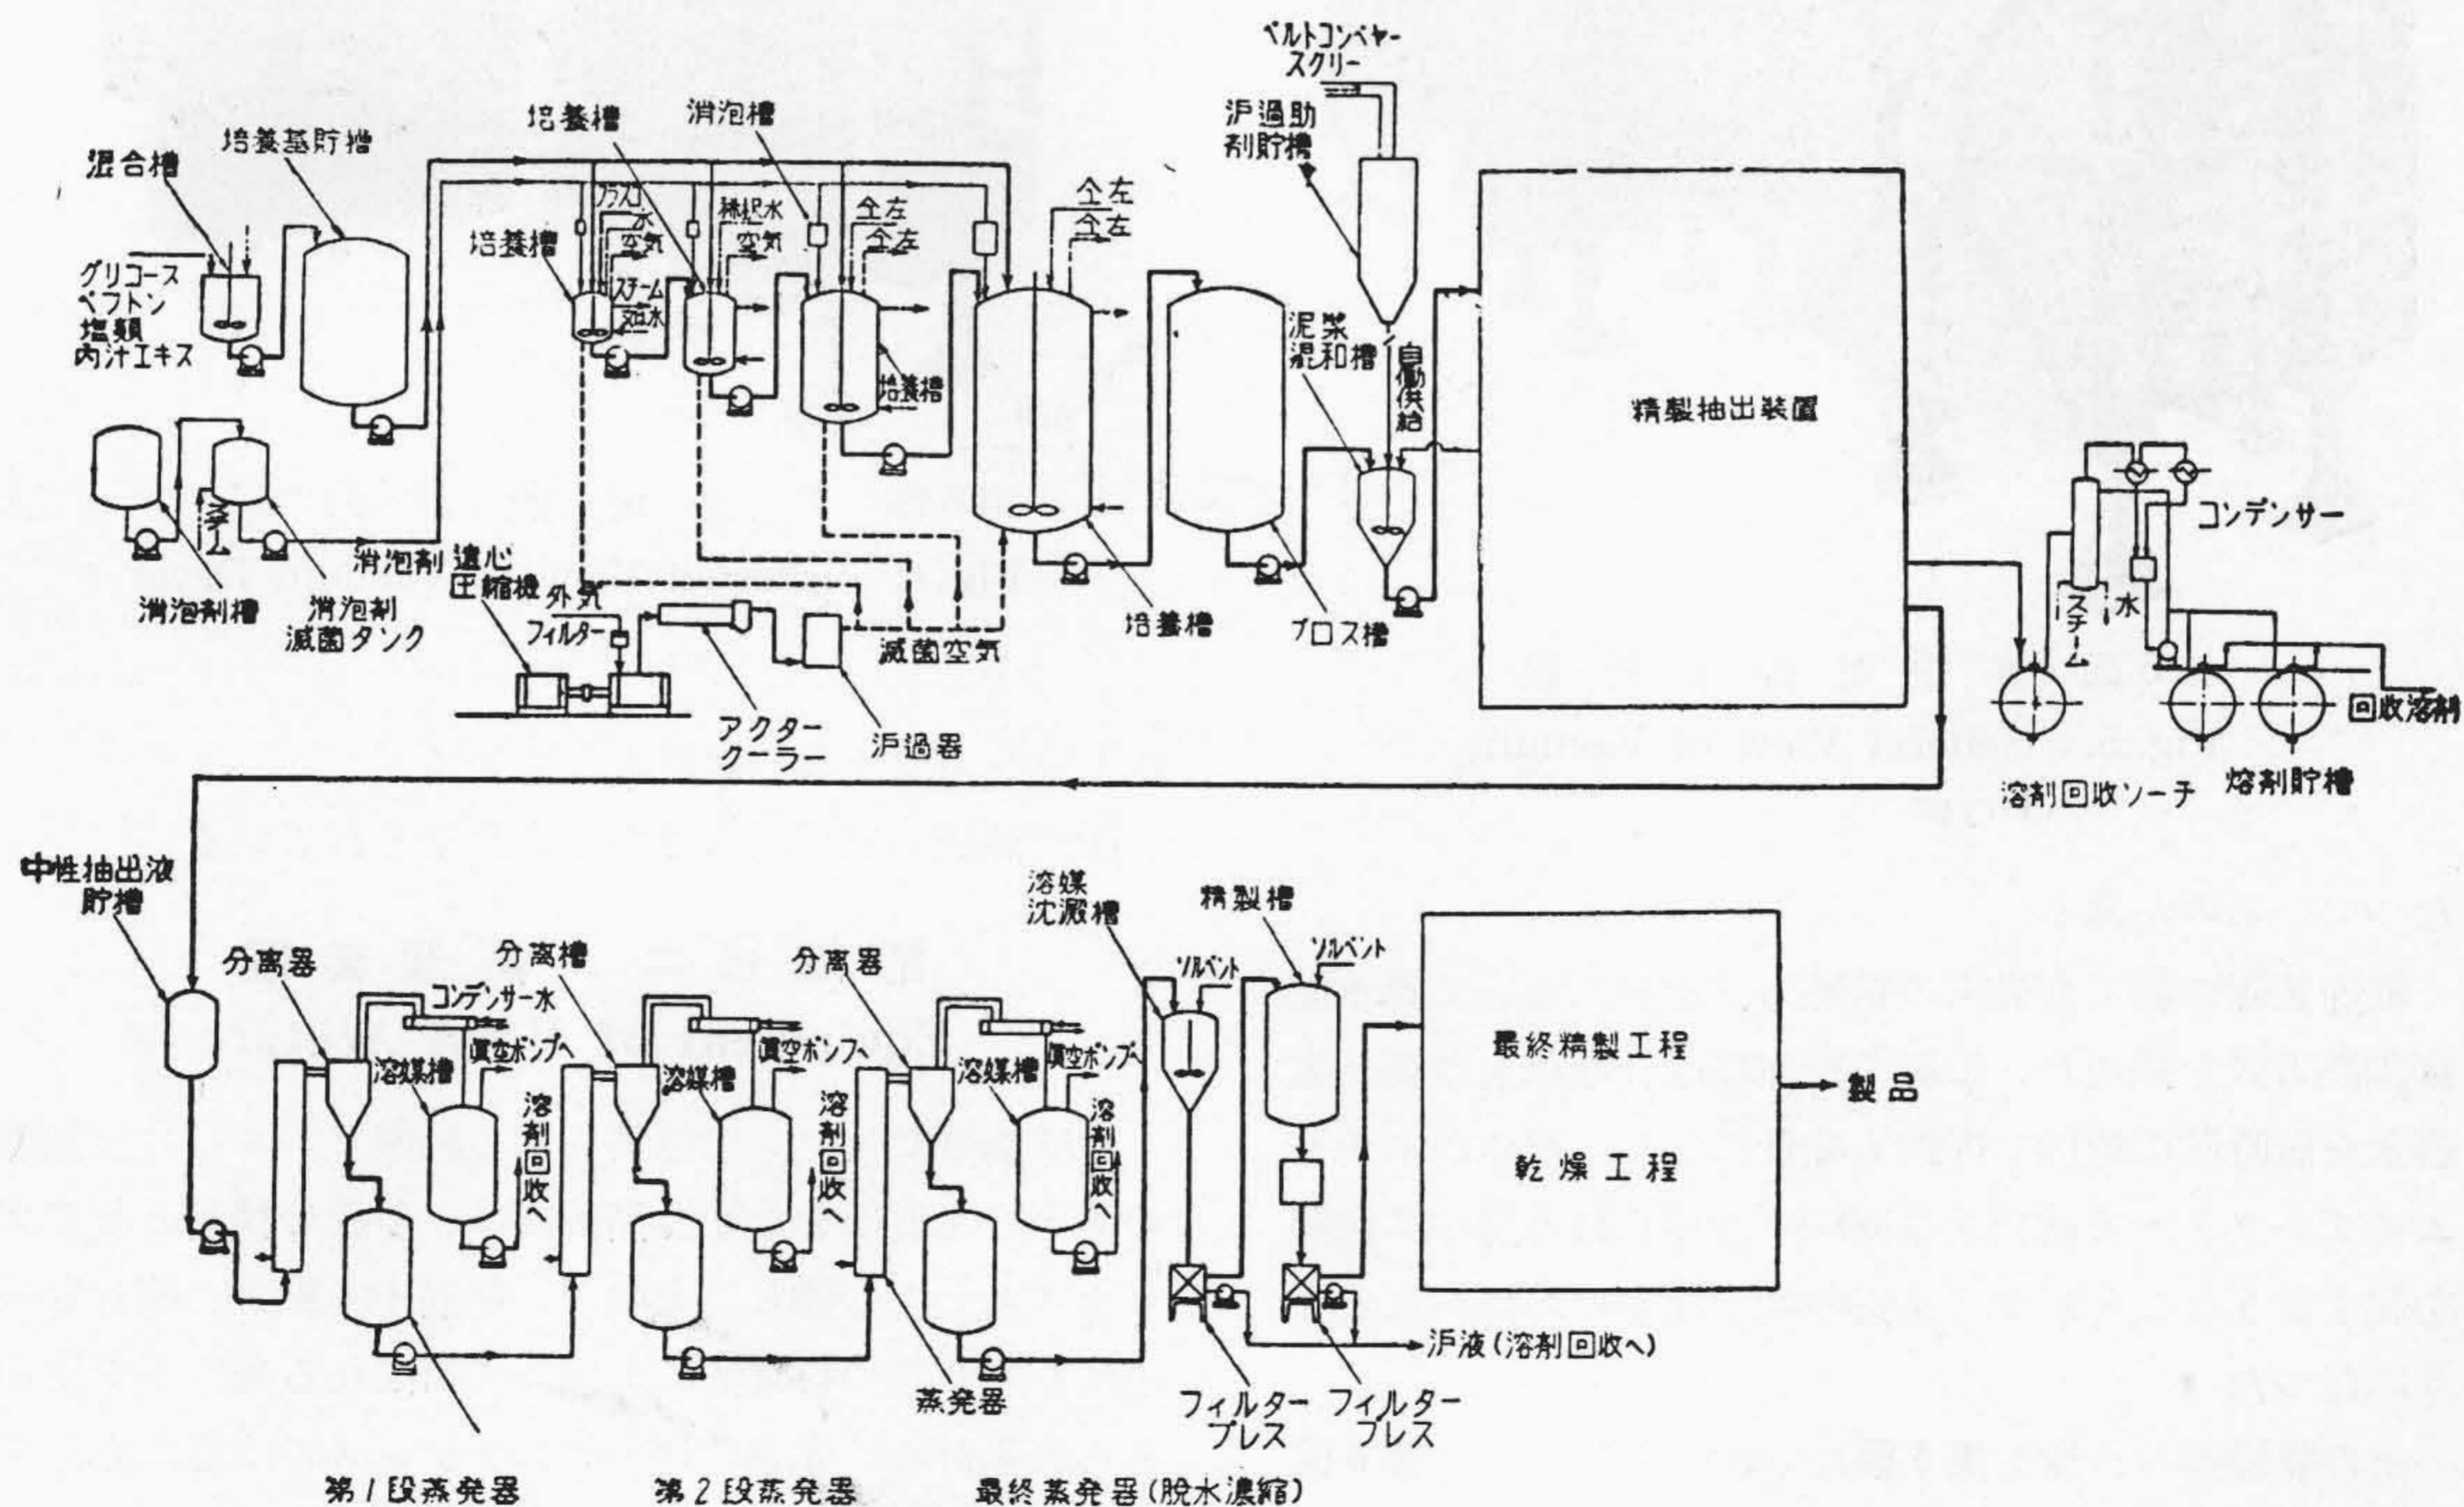 ベルトコンベヤー
スクリー
沪過助
剤貯槽
混合槽
培養基貯槽
培養槽
消泡槽
グリコース
ペプトン
塩類
肉汁エキス
培養槽
フラスコ
水
空気
スチーム
排水
空気
仝左
仝左
仝左
仝左
培養槽
泥漿
混和槽
自働供給
精製抽出装置
スチーム
消泡剤
消泡剤槽
消泡剤
滅菌タンク
遠心
圧縮機
外気
フィルター
アクター
クーラー
沪過器
滅菌空気
培養槽
ブロス槽
コンデンサー
スチーム
水
回収溶剤
溶剤回収ソーチ
熔剤貯槽
中性抽出液
貯槽
分离器
コンデンサー水
溶媒槽
真空ポンプへ
溶剤回收へ
分离槽
溶媒槽
真空ポンプへ
溶剤回收へ
分离器
溶媒槽
真空ポンプへ
溶剤回收へ
溶媒
沈澱槽
ソルベント
精製槽
ソルベント
最終精製工程
乾燥工程
製品
沪液(溶剤回收へ)
蒸発器
フィルター
プレス
フィルター
プレス
第1段蒸発器
第2段蒸発器
最終蒸発器(脱水濃縮)